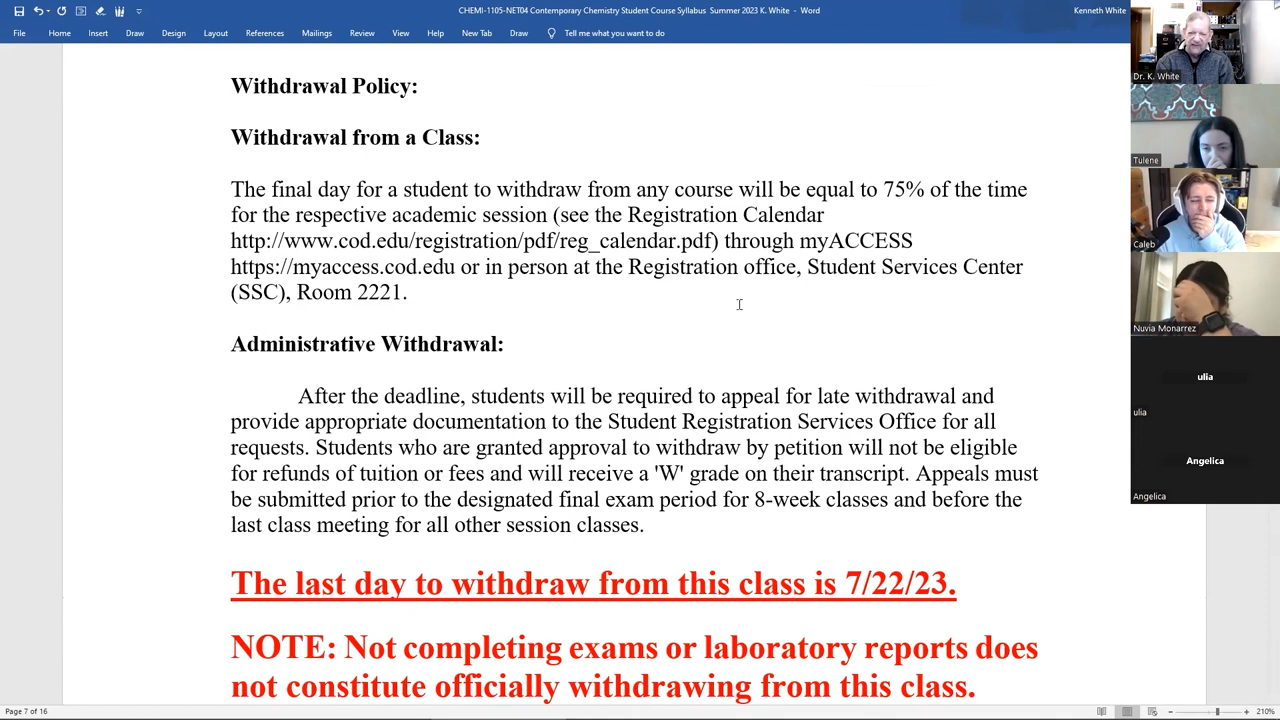 CHEMI-1105-NET04 Contemporary Chemistry Student Course Syllabus Summer 2023 K. White - Word
Kenneth White
File Home Insert Draw Design Layout References Mailings Review View Help New Tab Draw Tell me what you want to do
Withdrawal Policy:
Withdrawal from a Class:
The final day for a student to withdraw from any course will be equal to 75% of the time
for the respective academic session (see the Registration Calendar
http://www.cod.edu/registration/pdf/reg_calendar.pdf) through myACCESS
https://myaccess.cod.edu or in person at the Registration office, Student Services Center
(SSC), Room 2221.
Administrative Withdrawal:
After the deadline, students will be required to appeal for late withdrawal and
provide appropriate documentation to the Student Registration Services Office for all
requests. Students who are granted approval to withdraw by petition will not be eligible
for refunds of tuition or fees and will receive a 'W' grade on their transcript. Appeals must
be submitted prior to the designated final exam period for 8-week classes and before the
last class meeting for all other session classes.
The last day to withdraw from this class is 7/22/23.
NOTE: Not completing exams or laboratory reports does
not constitute officially withdrawing from this class.
Dr. K. White
Tulene
Caleb
Nuvia Monarrez
ulia
ulia
Angelica
Angelica
Page 7 of 16
210%